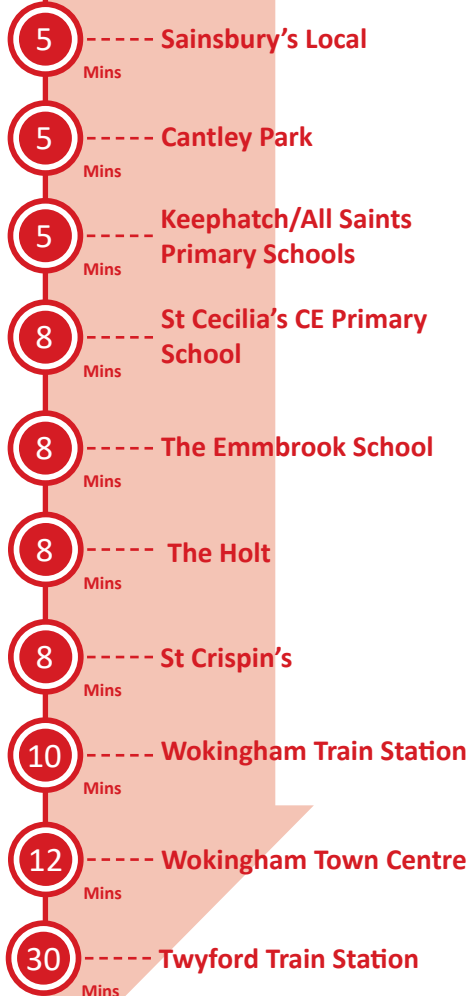 5
Sainsbury’s Local
Mins
5
Cantley Park
Mins
5
Keephatch/All Saints
Primary Schools
Mins
8
St Cecilia’s CE Primary
School
Mins
8
The Emmbrook School
Mins
8
The Holt
Mins
8
St Crispin’s
Mins
10
Wokingham Train Station
Mins
12
Wokingham Town Centre
Mins
30
Twyford Train Station
Mins